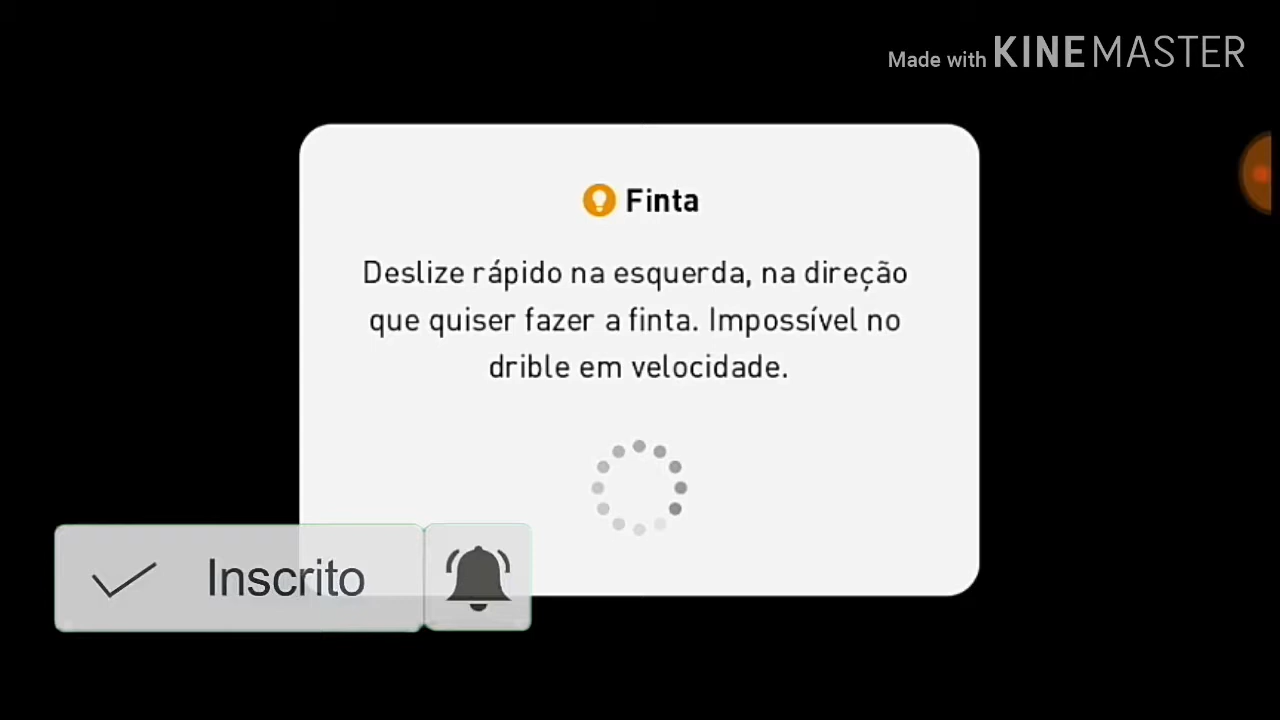 Made with KINEMASTER
Finta
Deslize rápido na esquerda, na direção
que quiser fazer a finta. Impossível no
drible em velocidade.
Inscrito